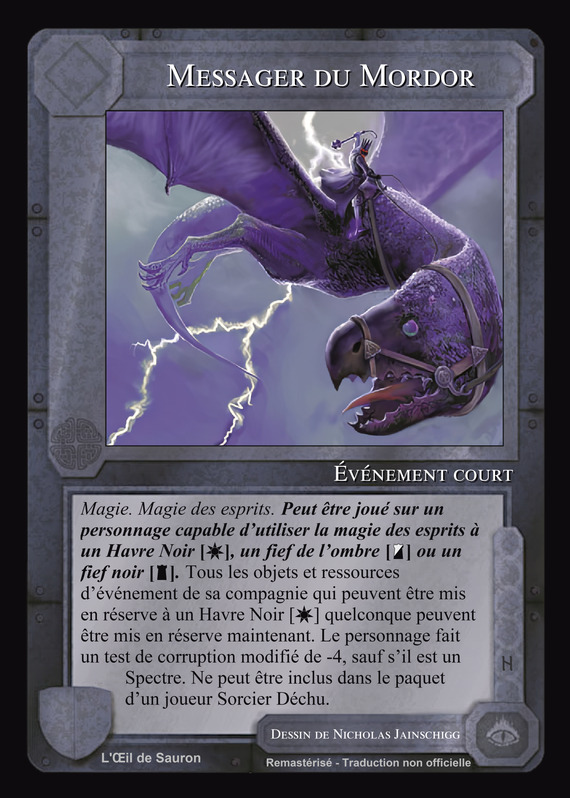 Messager du Mordor
Événement court
Magie. Magie des esprits. Peut être joué sur un
personnage capable d'utiliser la magie des esprits à
un Havre Noir [], un fief de l'ombre [] ou un
fief noir []. Tous les objets et ressources
d'événement de sa compagnie qui peuvent être mis
en réserve à un Havre Noir [] quelconque peuvent
être mis en réserve maintenant. Le personnage fait
un test de corruption modifié de -4, sauf s'il est un
Spectre. Ne peut être inclus dans le paquet
d'un joueur Sorcier Déchu.
Dessin de Nicholas Jainschigg
L'Œil de Sauron
Remastérisé - Traduction non officielle